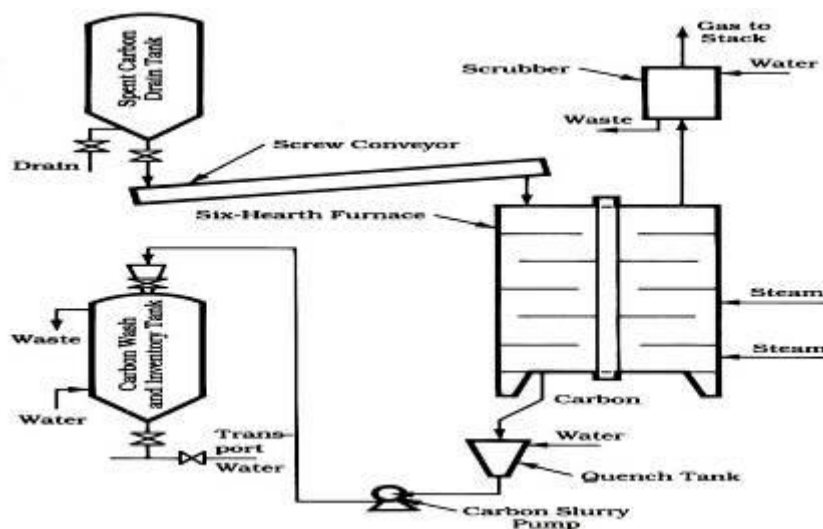 Spent Carbon
Drain Tank
Gas to
Stack
Scrubber
Water
Waste
Drain
Screw Conveyor
Six-Hearth Furnace
Steam
Steam
Waste
Carbon Wash
and Inventory Tank
Water
Carbon
Water
Trans-
port
Water
Quench Tank
Carbon Slurry
Pump